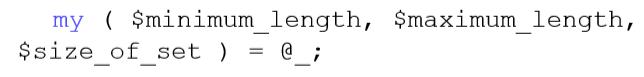 my ( $minimum_length, $maximum_length,
$size_of_set ) = @_;